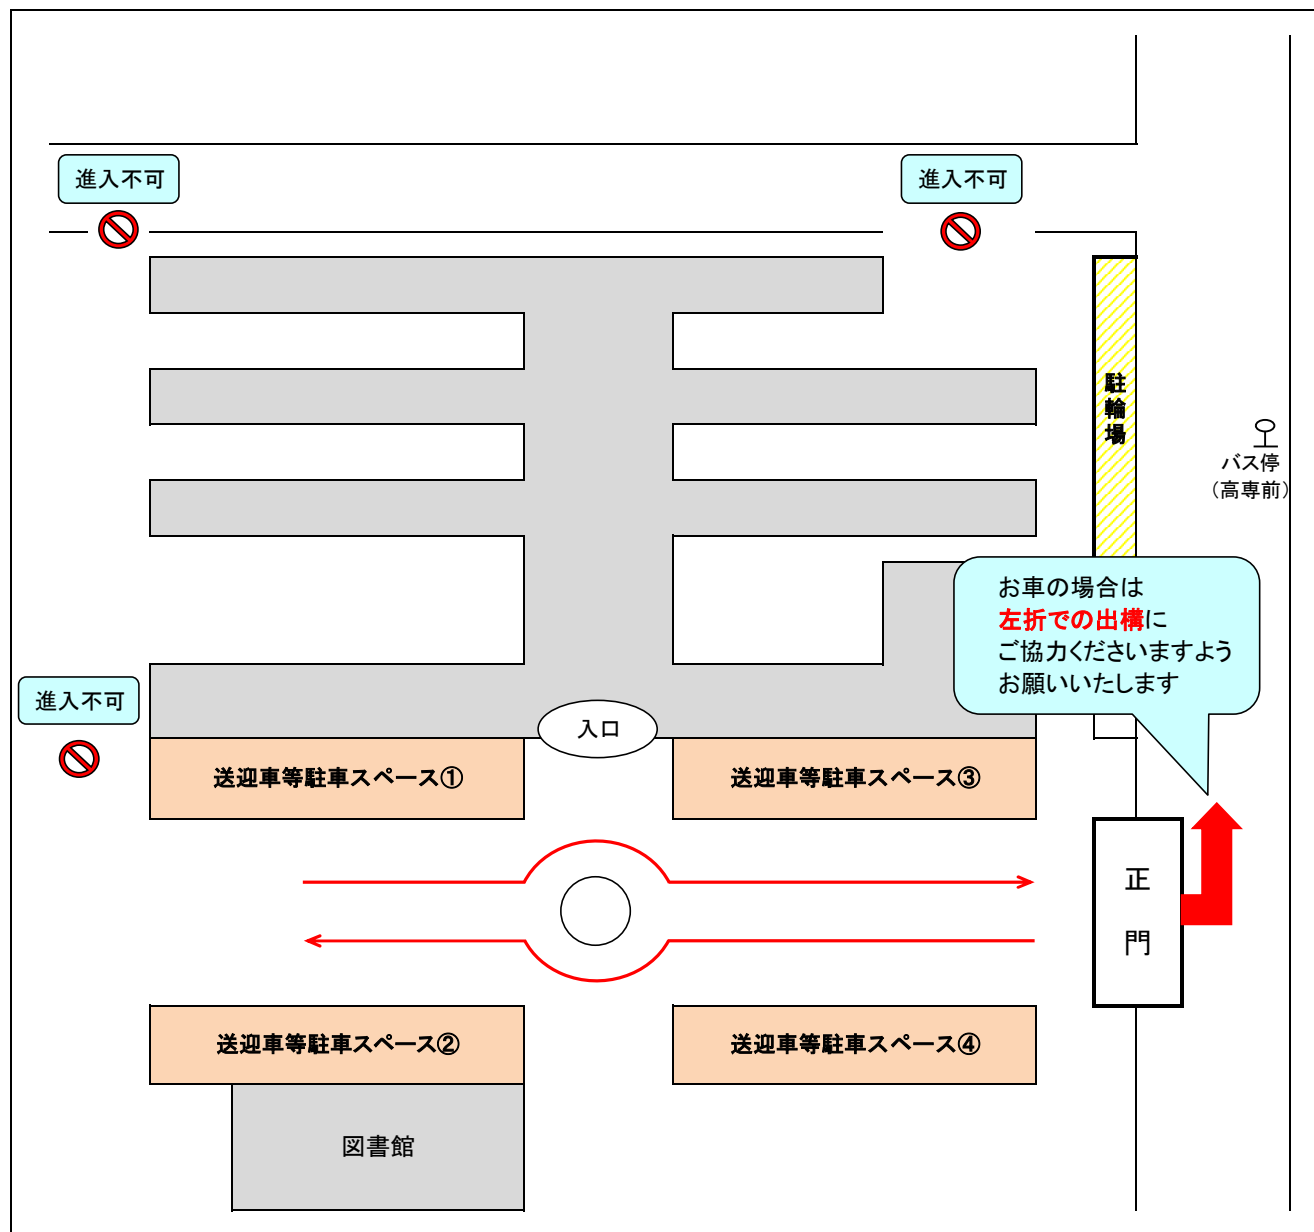 進入不可
進入不可
駐輪場
バス停
（高専前）
お車の場合は
左折での出構に
ご協力くださいますよう
お願いいたします
進入不可
入口
送迎車等駐車スペース①
送迎車等駐車スペース③
正門
送迎車等駐車スペース②
送迎車等駐車スペース④
図書館